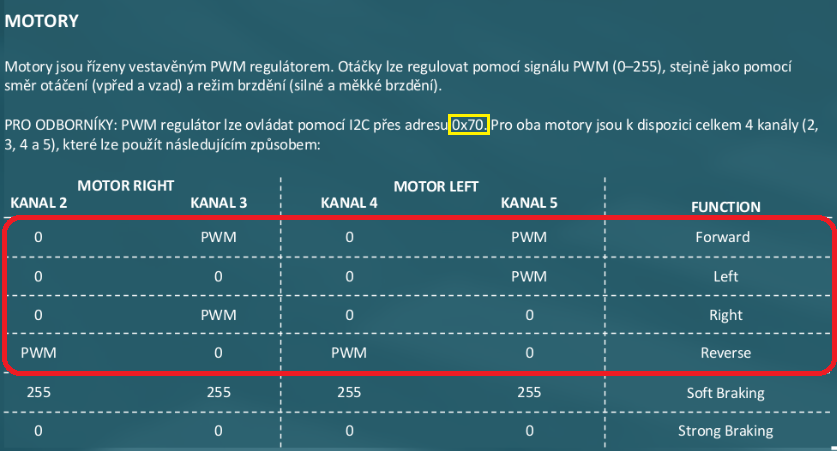 MOTORY
Motory jsou řízeny vestavěným PWM regulátorem. Otáčky lze regulovat pomocí signálu PWM (0–255), stejně jako pomocí
směr otáčení (vpřed a vzad) a režim brzdění (silné a měkké brzdění).
PRO ODBORNÍKY: PWM regulátor lze ovládat pomocí I2C přes adresu 0x70. Pro oba motory jsou k dispozici celkem 4 kanály (2,
3, 4 a 5), které lze použít následujícím způsobem:
MOTOR RIGHT MOTOR LEFT
KANAL 2 KANAL 3 KANAL 4 KANAL 5 FUNCTION
0 PWM 0 PWM Forward
0 0 0 PWM Left
0 PWM 0 0 Right
PWM 0 PWM 0 Reverse
255 255 255 255 Soft Braking
0 0 0 0 Strong Braking